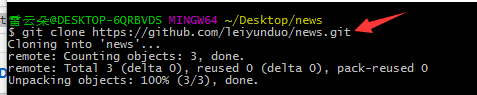 雷云朵@DESKTOP-6QRBVDS MINGW64 ~/Desktop/news
$ git clone https://github.com/leiyunduo/news.git
Cloning into 'news'...
remote: Counting objects: 3, done.
remote: Total 3 (delta 0), reused 0 (delta 0), pack-reused 0
Unpacking objects: 100% (3/3), done.